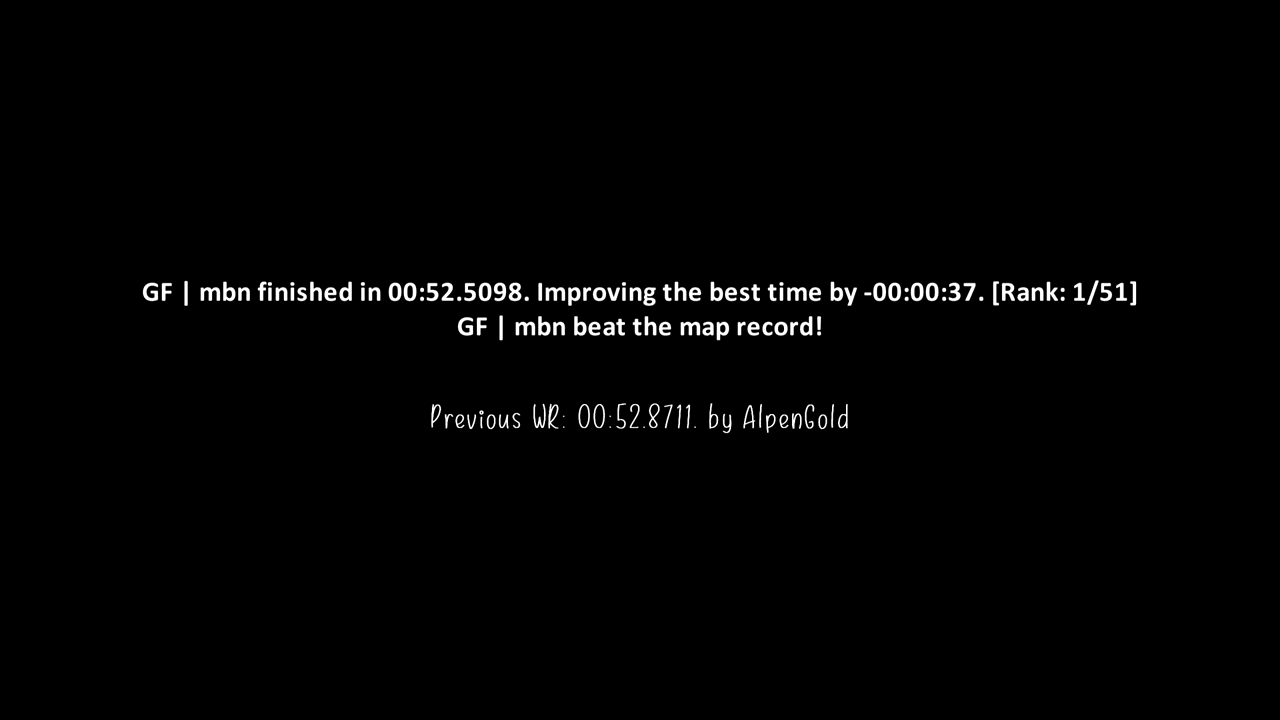 GF | mbn finished in 00:52.5098. Improving the best time by -00:00:37. [Rank: 1/51]
GF | mbn beat the map record!
Previous WR: 00:52.8711. by AlpenGold